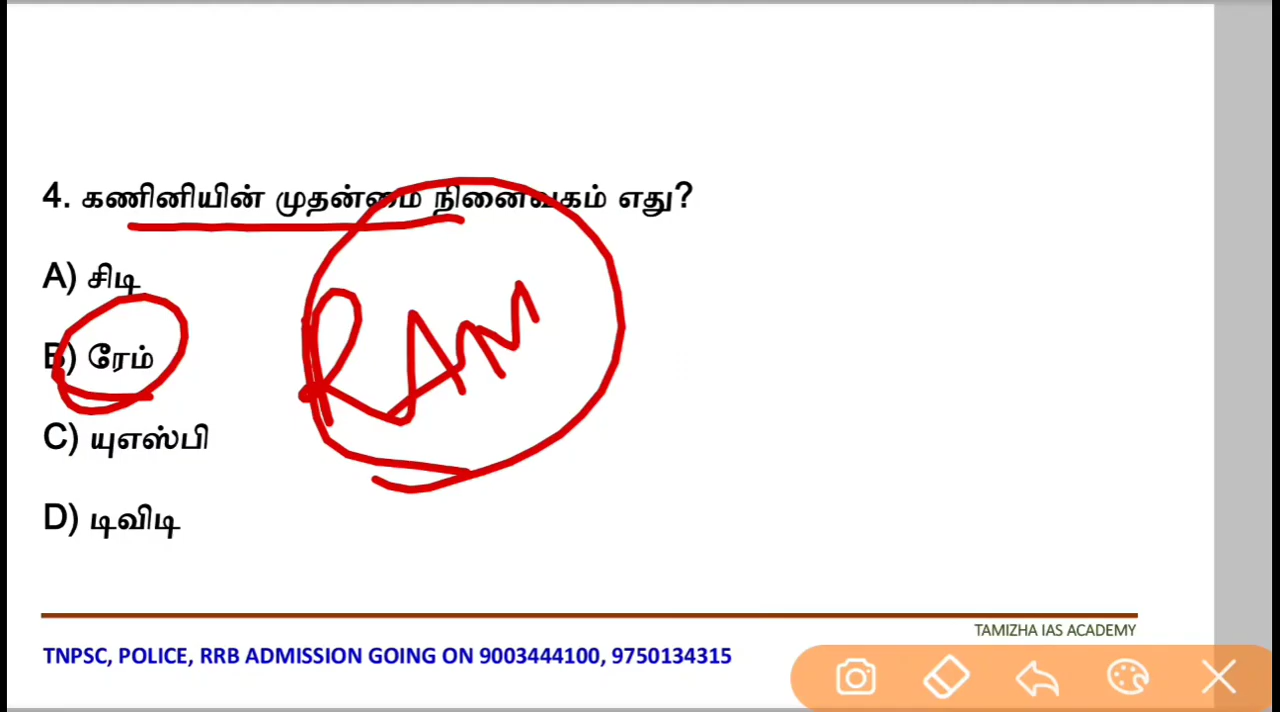 4. கணினியின் முதன்மை நினைவகம் எது?
A) சிடி
B) ரேம்
RAM
C) யுஎஸ்பி
D) டிவிடி
TAMIZHA IAS ACADEMY
TNPSC, POLICE, RRB ADMISSION GOING ON 9003444100, 9750134315